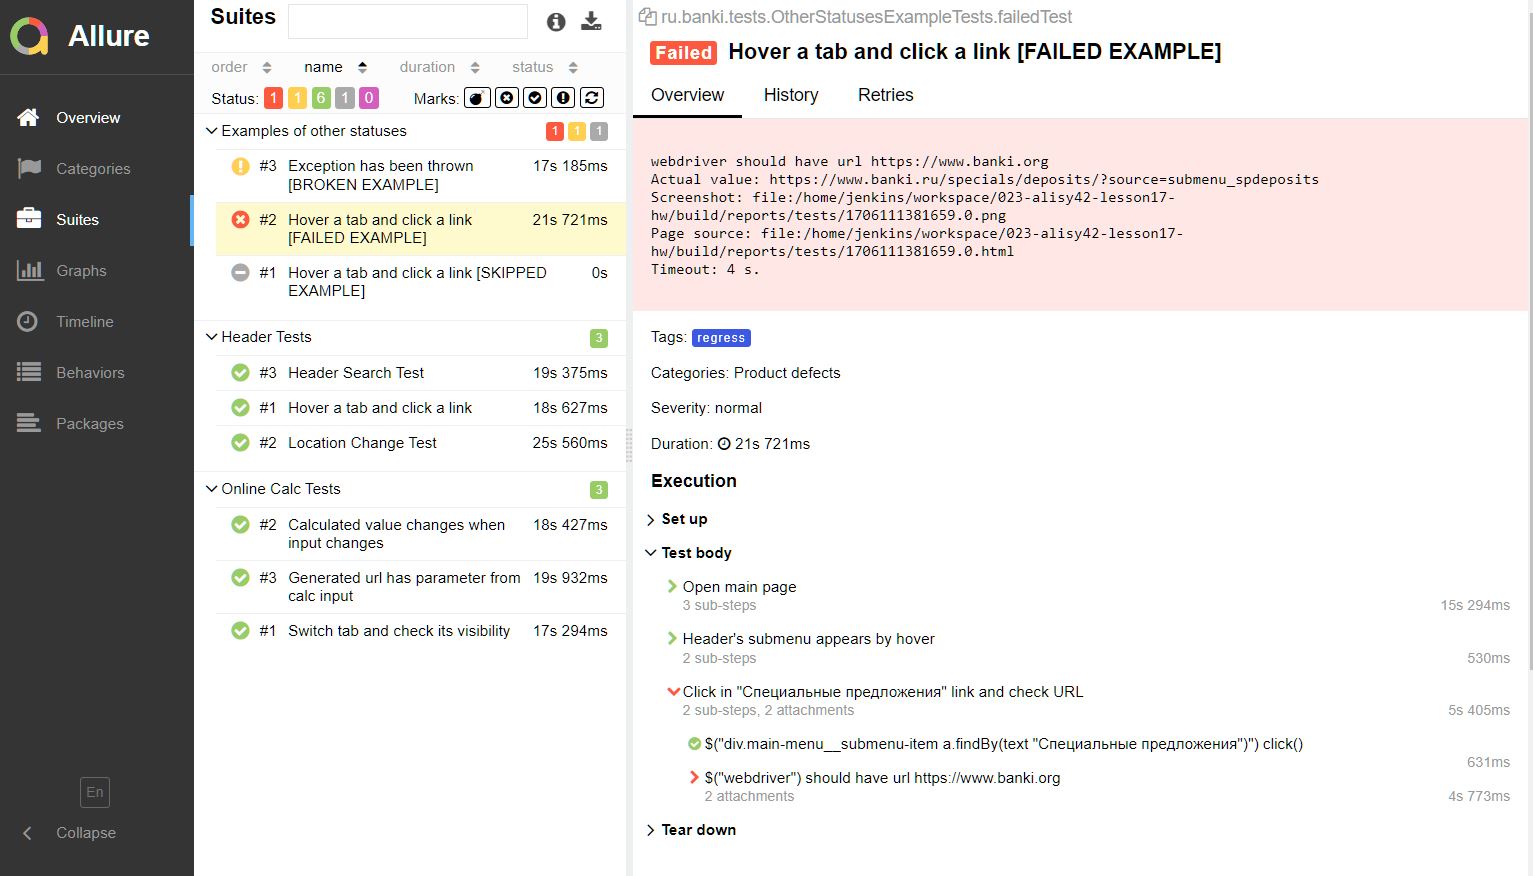 Allure
Overview
Categories
Suites
Graphs
Timeline
Behaviors
Packages
En
Collapse
Suites
order name duration status
Status: 1 1 6 1 0 Marks:
Examples of other statuses 1 1 1
#3 Exception has been thrown 17s 185ms
[BROKEN EXAMPLE]
#2 Hover a tab and click a link 21s 721ms
[FAILED EXAMPLE]
#1 Hover a tab and click a link [SKIPPED 0s
EXAMPLE]
Header Tests 3
#3 Header Search Test 19s 375ms
#1 Hover a tab and click a link 18s 627ms
#2 Location Change Test 25s 560ms
Online Calc Tests 3
#2 Calculated value changes when 18s 427ms
input changes
#3 Generated url has parameter from 19s 932ms
calc input
#1 Switch tab and check its visibility 17s 294ms
ru.banki.tests.OtherStatusesExampleTests.failedTest
Failed Hover a tab and click a link [FAILED EXAMPLE]
Overview History Retries
webdriver should have url https://www.banki.org
Actual value: https://www.banki.ru/specials/deposits/?source=submenu_spdeposits
Screenshot: file:/home/jenkins/workspace/023-alisy42-lesson17-
hw/build/reports/tests/1706111381659.0.png
Page source: file:/home/jenkins/workspace/023-alisy42-lesson17-
hw/build/reports/tests/1706111381659.0.html
Timeout: 4 s.
Tags: regress
Categories: Product defects
Severity: normal
Duration: 21s 721ms
Execution
Set up
Test body
Open main page
3 sub-steps 15s 294ms
Header's submenu appears by hover
2 sub-steps 530ms
Click in "Специальные предложения" link and check URL
2 sub-steps, 2 attachments 5s 405ms
$("div.main-menu__submenu-item a.findBy(text "Специальные предложения")") click()
631ms
$("webdriver") should have url https://www.banki.org
2 attachments 4s 773ms
Tear down